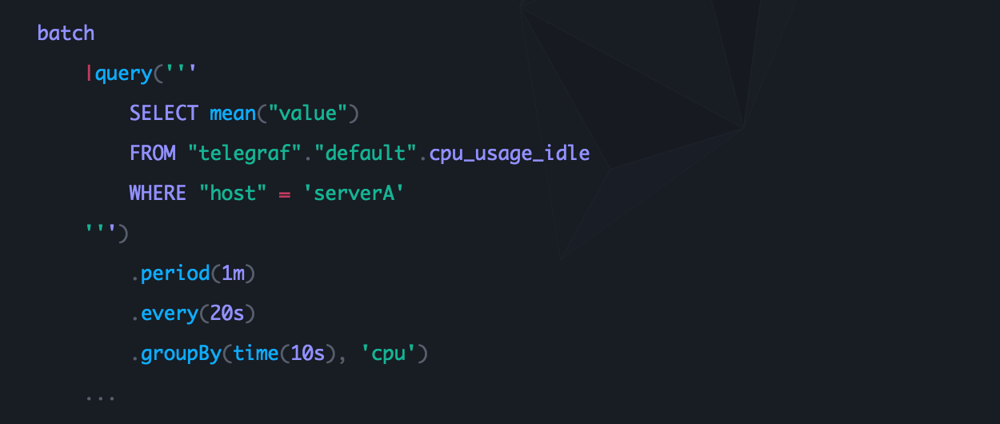 batch
|query('''
SELECT mean("value")
FROM "telegraf"."default".cpu_usage_idle
WHERE "host" = 'serverA'
''')
.period(1m)
.every(20s)
.groupBy(time(10s), 'cpu')
...